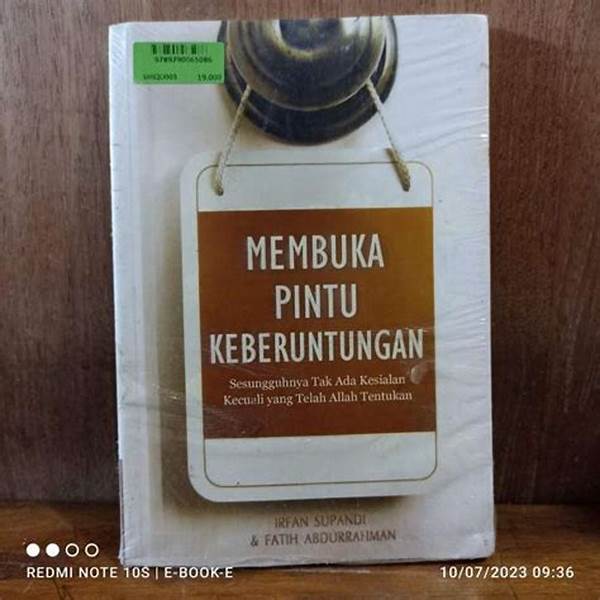 9789790065086
19.000
MEMBUKA
PINTU
KEBERUNTUNGAN
Sesungguhnya Tak Ada Kesialan
Kecuali yang Telah Allah Tentukan
IRFAN SUPANDI
& FATIH ABDURRAHMAN
REDMI NOTE 10S | E-BOOK-E
10/07/2023 09:36